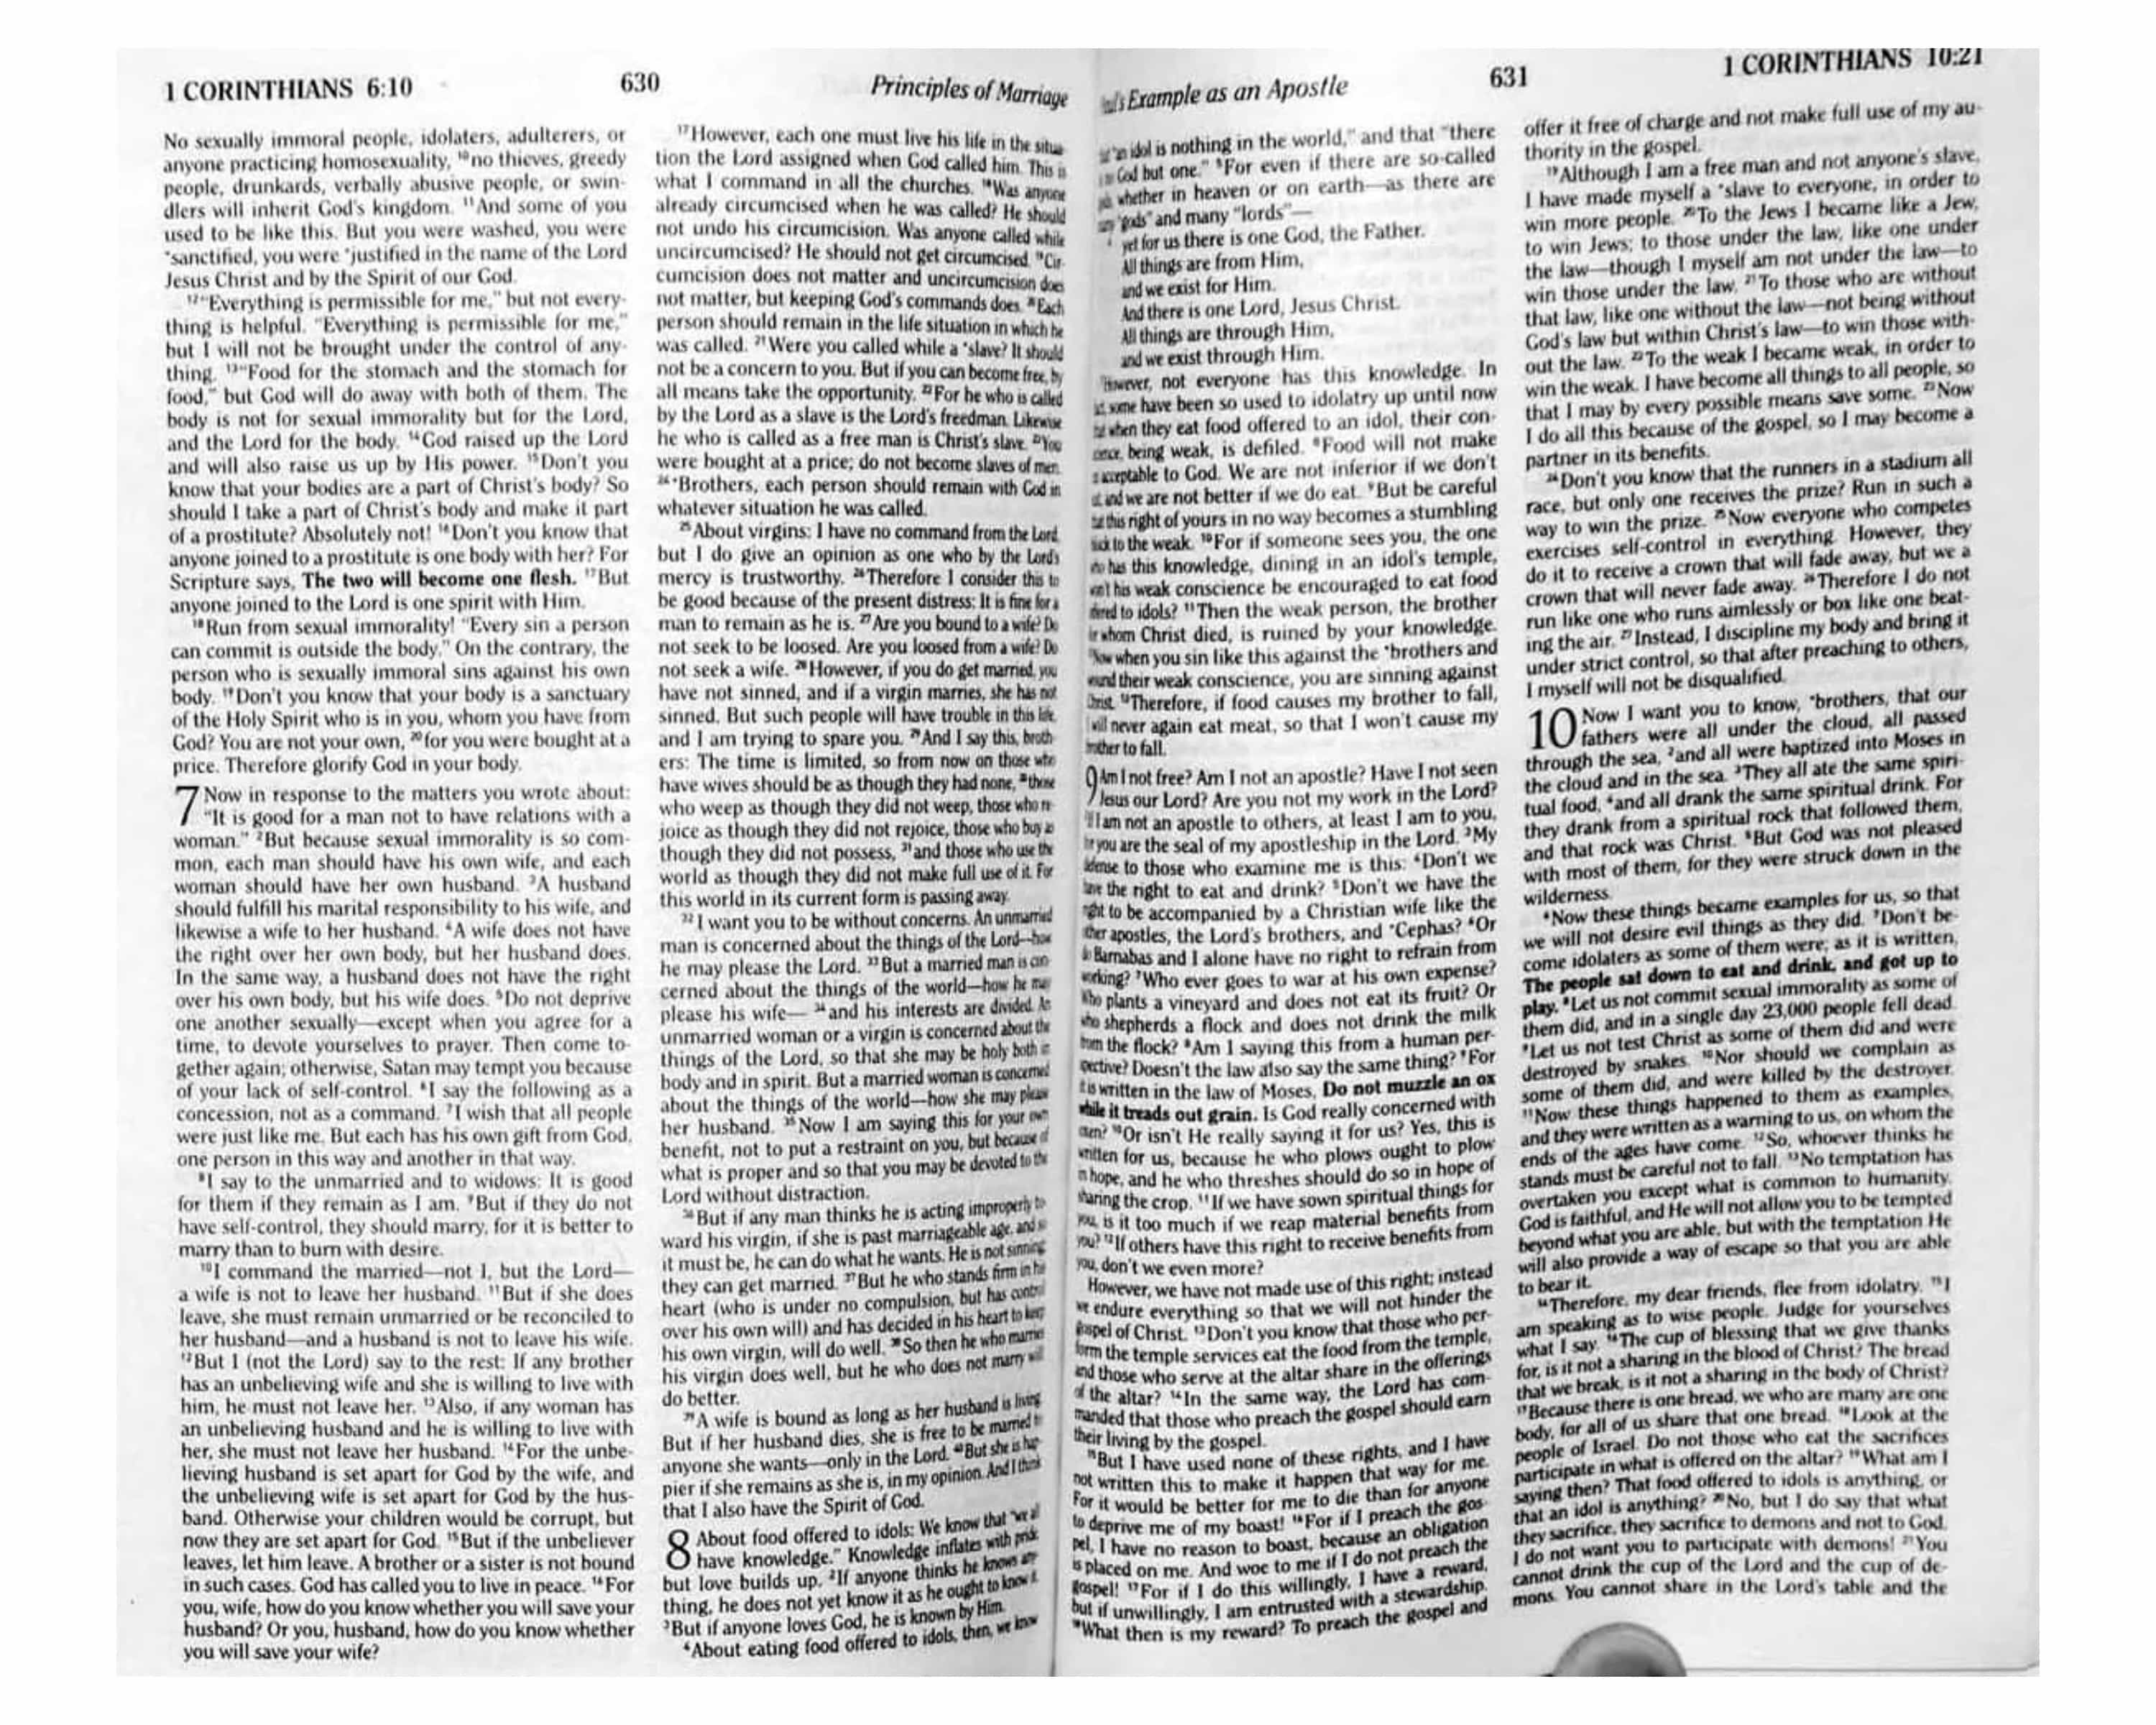 1 CORINTHIANS 6:10
630
Principles of Marriage
No sexually immoral people, idolaters, adulterers, or
anyone practicing homosexuality, 10no thieves, greedy
people, drunkards, verbally abusive people, or swin-
dlers will inherit God's kingdom. 11And some of you
used to be like this. But you were washed, you were
•sanctified, you were •justified in the name of the Lord
Jesus Christ and by the Spirit of our God.
12"Everything is permissible for me," but not every-
thing is helpful. "Everything is permissible for me,"
but I will not be brought under the control of any-
thing. 13"Food for the stomach and the stomach for
food," but God will do away with both of them. The
body is not for sexual immorality but for the Lord,
and the Lord for the body. 14God raised up the Lord
and will also raise us up by His power. 15Don't you
know that your bodies are a part of Christ's body? So
should I take a part of Christ's body and make it part
of a prostitute? Absolutely not! 16Don't you know that
anyone joined to a prostitute is one body with her? For
Scripture says, The two will become one flesh. 17But
anyone joined to the Lord is one spirit with Him.
18Run from sexual immorality! "Every sin a person
can commit is outside the body." On the contrary, the
person who is sexually immoral sins against his own
body. 19Don't you know that your body is a sanctuary
of the Holy Spirit who is in you, whom you have from
God? You are not your own, 20for you were bought at a
price. Therefore glorify God in your body.
7 Now in response to the matters you wrote about:
"It is good for a man not to have relations with a
woman." 2But because sexual immorality is so com-
mon, each man should have his own wife, and each
woman should have her own husband. 3A husband
should fulfill his marital responsibility to his wife, and
likewise a wife to her husband. 4A wife does not have
the right over her own body, but her husband does.
In the same way, a husband does not have the right
over his own body, but his wife does. 5Do not deprive
one another sexually—except when you agree for a
time, to devote yourselves to prayer. Then come to-
gether again; otherwise, Satan may tempt you because
of your lack of self-control. 6I say the following as a
concession, not as a command. 7I wish that all people
were just like me. But each has his own gift from God,
one person in this way and another in that way.
8I say to the unmarried and to widows: It is good
for them if they remain as I am. 9But if they do not
have self-control, they should marry, for it is better to
marry than to burn with desire.
10I command the married—not I, but the Lord—
a wife is not to leave her husband. 11But if she does
leave, she must remain unmarried or be reconciled to
her husband—and a husband is not to leave his wife.
12But I (not the Lord) say to the rest: If any brother
has an unbelieving wife and she is willing to live with
him, he must not leave her. 13Also, if any woman has
an unbelieving husband and he is willing to live with
her, she must not leave her husband. 14For the unbe-
lieving husband is set apart for God by the wife, and
the unbelieving wife is set apart for God by the hus-
band. Otherwise your children would be corrupt, but
now they are set apart for God. 15But if the unbeliever
leaves, let him leave. A brother or a sister is not bound
in such cases. God has called you to live in peace. 16For
you, wife, how do you know whether you will save your
husband? Or you, husband, how do you know whether
you will save your wife?
17However, each one must live his life in the situa-
tion the Lord assigned when God called him. This is
what I command in all the churches. 18Was anyone
already circumcised when he was called? He should
not undo his circumcision. Was anyone called while
uncircumcised? He should not get circumcised. 19Cir-
cumcision does not matter and uncircumcision does
not matter, but keeping God's commands does. 20Each
person should remain in the life situation in which he
was called. 21Were you called while a •slave? It should
not be a concern to you. But if you can become free, by
all means take the opportunity. 22For he who is called
by the Lord as a slave is the Lord's freedman. Likewise
he who is called as a free man is Christ's slave. 23You
were bought at a price; do not become slaves of men.
24•Brothers, each person should remain with God in
whatever situation he was called.
25About virgins: I have no command from the Lord,
but I do give an opinion as one who by the Lord's
mercy is trustworthy. 26Therefore I consider this to
be good because of the present distress: It is fine for a
man to remain as he is. 27Are you bound to a wife? Do
not seek to be loosed. Are you loosed from a wife? Do
not seek a wife. 28However, if you do get married, you
have not sinned, and if a virgin marries, she has not
sinned. But such people will have trouble in this life,
and I am trying to spare you. 29And I say this, broth-
ers: The time is limited, so from now on those who
have wives should be as though they had none, 30those
who weep as though they did not weep, those who re-
joice as though they did not rejoice, those who buy as
though they did not possess, 31and those who use the
world as though they did not make full use of it. For
this world in its current form is passing away.
32I want you to be without concerns. An unmarried
man is concerned about the things of the Lord—how
he may please the Lord. 33But a married man is con-
cerned about the things of the world—how he may
please his wife— 34and his interests are divided. An
unmarried woman or a virgin is concerned about the
things of the Lord, so that she may be holy both in
body and in spirit. But a married woman is concerned
about the things of the world—how she may please
her husband. 35Now I am saying this for your own
benefit, not to put a restraint on you, but because of
what is proper and so that you may be devoted to the
Lord without distraction.
36But if any man thinks he is acting improperly to-
ward his virgin, if she is past marriageable age, and so
it must be, he can do what he wants. He is not sinning;
they can get married. 37But he who stands firm in his
heart (who is under no compulsion, but has control
over his own will) and has decided in his heart to keep
his own virgin, will do well. 38So then he who marries
his virgin does well, but he who does not marry will
do better.
39A wife is bound as long as her husband is living.
But if her husband dies, she is free to be married to
anyone she wants—only in the Lord. 40But she is hap-
pier if she remains as she is, in my opinion. And I think
that I also have the Spirit of God.
8 About food offered to idols: We know that "we all
have knowledge." Knowledge inflates with pride,
but love builds up. 2If anyone thinks he knows any-
thing, he does not yet know it as he ought to know it.
3But if anyone loves God, he is known by Him.
4About eating food offered to idols, then, we know
Example as an Apostle
631
1 CORINTHIANS 10:21
idol is nothing in the world," and that "there
God but one." 5For even if there are so-called
whether in heaven or on earth—as there are
"gods" and many "lords"—
yet for us there is one God, the Father.
All things are from Him,
and we exist for Him.
And there is one Lord, Jesus Christ.
All things are through Him,
and we exist through Him.
However, not everyone has this knowledge. In
some have been so used to idolatry up until now
when they eat food offered to an idol, their con-
being weak, is defiled. 8Food will not make
acceptable to God. We are not inferior if we don't
and we are not better if we do eat. 9But be careful
this right of yours in no way becomes a stumbling
to the weak. 10For if someone sees you, the one
has this knowledge, dining in an idol's temple,
his weak conscience be encouraged to eat food
to idols? 11Then the weak person, the brother
whom Christ died, is ruined by your knowledge.
Now when you sin like this against the •brothers and
wound their weak conscience, you are sinning against
Christ. 13Therefore, if food causes my brother to fall,
I will never again eat meat, so that I won't cause my
brother to fall.
9 Am I not free? Am I not an apostle? Have I not seen
Jesus our Lord? Are you not my work in the Lord?
If I am not an apostle to others, at least I am to you,
for you are the seal of my apostleship in the Lord. 3My
defense to those who examine me is this: 4Don't we
have the right to eat and drink? 5Don't we have the
right to be accompanied by a Christian wife like the
other apostles, the Lord's brothers, and •Cephas? 6Or
do Barnabas and I alone have no right to refrain from
working? 7Who ever goes to war at his own expense?
Who plants a vineyard and does not eat its fruit? Or
who shepherds a flock and does not drink the milk
from the flock? 8Am I saying this from a human per-
spective? Doesn't the law also say the same thing? 9For
it is written in the law of Moses, Do not muzzle an ox
while it treads out grain. Is God really concerned with
oxen? 10Or isn't He really saying it for us? Yes, this is
written for us, because he who plows ought to plow
in hope, and he who threshes should do so in hope of
sharing the crop. 11If we have sown spiritual things for
you, is it too much if we reap material benefits from
you? 12If others have this right to receive benefits from
you, don't we even more?
However, we have not made use of this right; instead
we endure everything so that we will not hinder the
gospel of Christ. 13Don't you know that those who per-
form the temple services eat the food from the temple,
and those who serve at the altar share in the offerings
of the altar? 14In the same way, the Lord has com-
manded that those who preach the gospel should earn
their living by the gospel.
15But I have used none of these rights, and I have
not written this to make it happen that way for me.
For it would be better for me to die than for anyone
to deprive me of my boast! 16For if I preach the gos-
pel, I have no reason to boast, because an obligation
is placed on me. And woe to me if I do not preach the
gospel! 17For if I do this willingly, I have a reward,
but if unwillingly, I am entrusted with a stewardship.
18What then is my reward? To preach the gospel and
offer it free of charge and not make full use of my au-
thority in the gospel.
19Although I am a free man and not anyone's slave,
I have made myself a •slave to everyone, in order to
win more people. 20To the Jews I became like a Jew,
to win Jews; to those under the law, like one under
the law—though I myself am not under the law—to
win those under the law. 21To those who are without
that law, like one without the law—not being without
God's law but within Christ's law—to win those with-
out the law. 22To the weak I became weak, in order to
win the weak. I have become all things to all people, so
that I may by every possible means save some. 23Now
I do all this because of the gospel, so I may become a
partner in its benefits.
24Don't you know that the runners in a stadium all
race, but only one receives the prize? Run in such a
way to win the prize. 25Now everyone who competes
exercises self-control in everything. However, they
do it to receive a crown that will fade away, but we a
crown that will never fade away. 26Therefore I do not
run like one who runs aimlessly or box like one beat-
ing the air. 27Instead, I discipline my body and bring it
under strict control, so that after preaching to others,
I myself will not be disqualified.
10 Now I want you to know, •brothers, that our
fathers were all under the cloud, all passed
through the sea, 2and all were baptized into Moses in
the cloud and in the sea. 3They all ate the same spiri-
tual food, 4and all drank the same spiritual drink. For
they drank from a spiritual rock that followed them,
and that rock was Christ. 5But God was not pleased
with most of them, for they were struck down in the
wilderness.
6Now these things became examples for us, so that
we will not desire evil things as they did. 7Don't be-
come idolaters as some of them were; as it is written,
The people sat down to eat and drink, and got up to
play. 8Let us not commit sexual immorality as some of
them did, and in a single day 23,000 people fell dead.
9Let us not test Christ as some of them did and were
destroyed by snakes. 10Nor should we complain as
some of them did, and were killed by the destroyer.
11Now these things happened to them as examples,
and they were written as a warning to us, on whom the
ends of the ages have come. 12So, whoever thinks he
stands must be careful not to fall. 13No temptation has
overtaken you except what is common to humanity.
God is faithful, and He will not allow you to be tempted
beyond what you are able, but with the temptation He
will also provide a way of escape so that you are able
to bear it.
14Therefore, my dear friends, flee from idolatry. 15I
am speaking as to wise people. Judge for yourselves
what I say. 16The cup of blessing that we give thanks
for, is it not a sharing in the blood of Christ? The bread
that we break, is it not a sharing in the body of Christ?
17Because there is one bread, we who are many are one
body, for all of us share that one bread. 18Look at the
people of Israel. Do not those who eat the sacrifices
participate in what is offered on the altar? 19What am I
saying then? That food offered to idols is anything, or
that an idol is anything? 20No, but I do say that what
they sacrifice, they sacrifice to demons and not to God.
I do not want you to participate with demons! 21You
cannot drink the cup of the Lord and the cup of de-
mons. You cannot share in the Lord's table and the